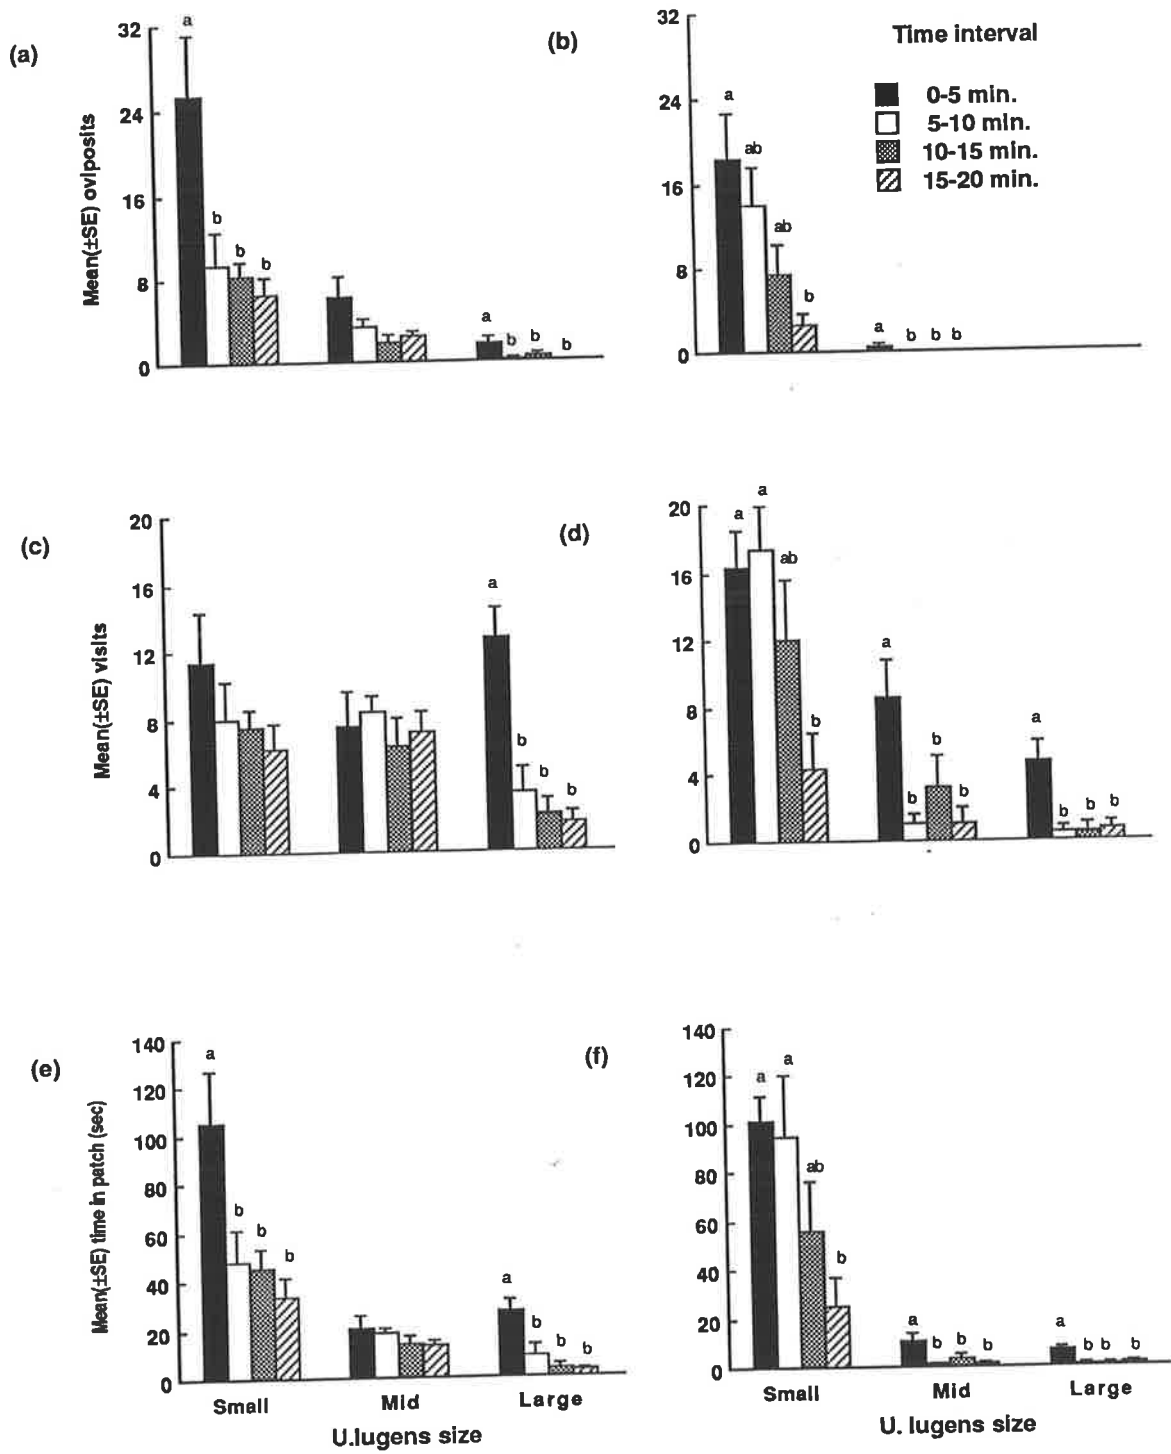 (a)
Mean(±SE) oviposits
32
24
16
8
0
a
b
b
b
a
b
b
b
(b)
32
24
16
8
0
a
ab
ab
b
a
b
b
b
Time interval
0-5 min.
5-10 min.
10-15 min.
15-20 min.
(c)
Mean(±SE) visits
20
16
12
8
4
0
a
b
b
b
(d)
20
16
12
8
4
0
a
a
ab
b
a
b
b
b
a
b
b
b
(e)
Mean(±SE) time in patch (sec)
140
120
100
80
60
40
20
0
a
b
b
b
a
b
b
b
Small
Mid
Large
U.lugens size
(f)
140
120
100
80
60
40
20
0
a
a
ab
b
a
b
b
b
a
b
b
b
Small
Mid
Large
U. lugens size